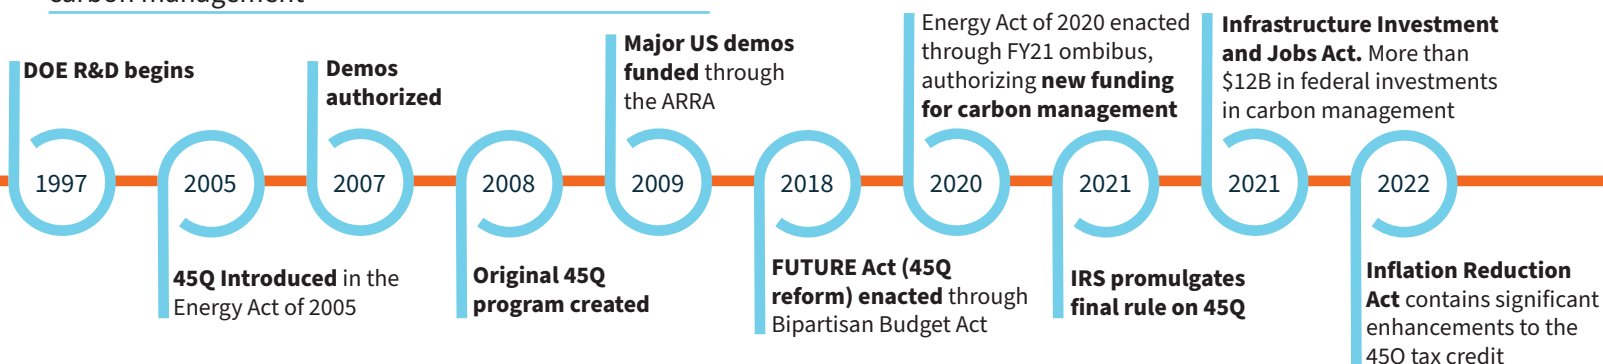 carbon management
DOE R&D begins
1997
2005
45Q Introduced in the
Energy Act of 2005
Demos
authorized
2007
2008
Original 45Q
program created
Major US demos
funded through
the ARRA
2009
2018
FUTURE Act (45Q
reform) enacted through
Bipartisan Budget Act
Energy Act of 2020 enacted
through FY21 ombibus,
authorizing new funding
for carbon management
2020
2021
IRS promulgates
final rule on 45Q
Infrastructure Investment
and Jobs Act. More than
$12B in federal investments
in carbon management
2021
2022
Inflation Reduction
Act contains significant
enhancements to the
45Q tax credit